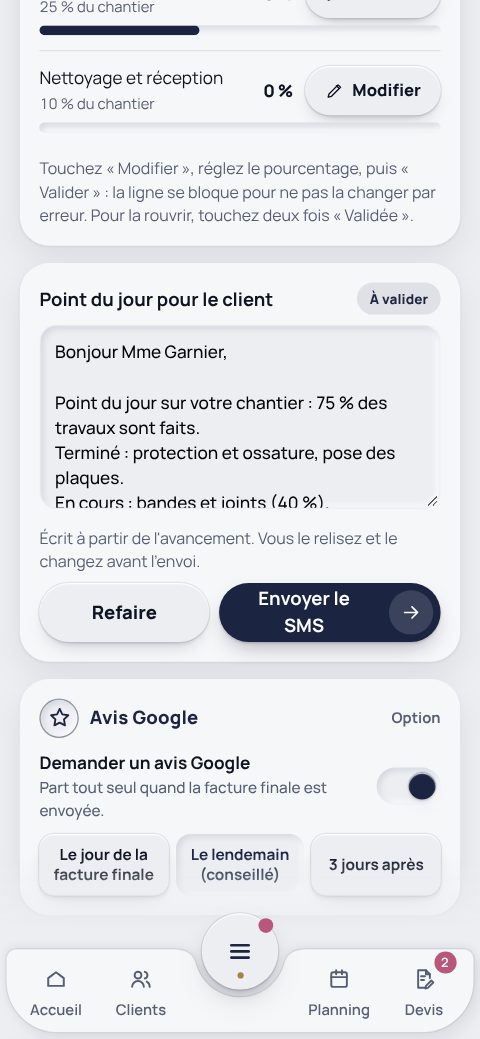 25 % du chantier
Nettoyage et réception
10 % du chantier
0 %
Modifier
Touchez « Modifier », réglez le pourcentage, puis «
Valider » : la ligne se bloque pour ne pas la changer par
erreur. Pour la rouvrir, touchez deux fois « Validée ».
Point du jour pour le client
À valider
Bonjour Mme Garnier,
Point du jour sur votre chantier : 75 % des
travaux sont faits.
Terminé : protection et ossature, pose des
plaques.
En cours : bandes et joints (40 %).
Écrit à partir de l'avancement. Vous le relisez et le
changez avant l'envoi.
Refaire
Envoyer le
SMS
Avis Google
Option
Demander un avis Google
Part tout seul quand la facture finale est
envoyée.
Le jour de la
facture finale
Le lendemain
(conseillé)
3 jours après
Accueil
Clients
Planning
2
Devis